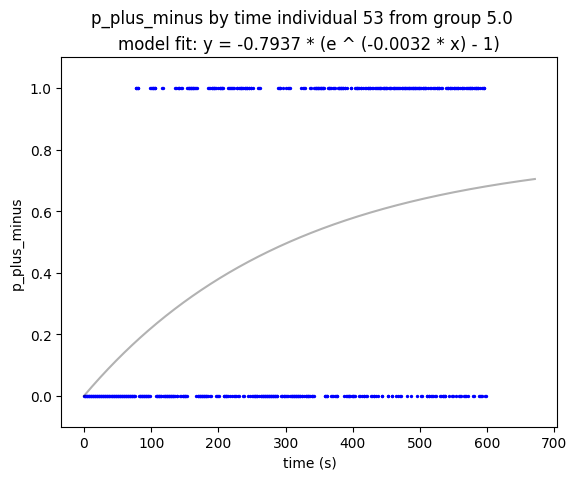 p_plus_minus by time individual 53 from group 5.0
model fit: y = -0.7937 * (e ^ (-0.0032 * x) - 1)
1.0
0.8
0.6
0.4
0.2
0.0
p_plus_minus
0 100 200 300 400 500 600 700
time (s)